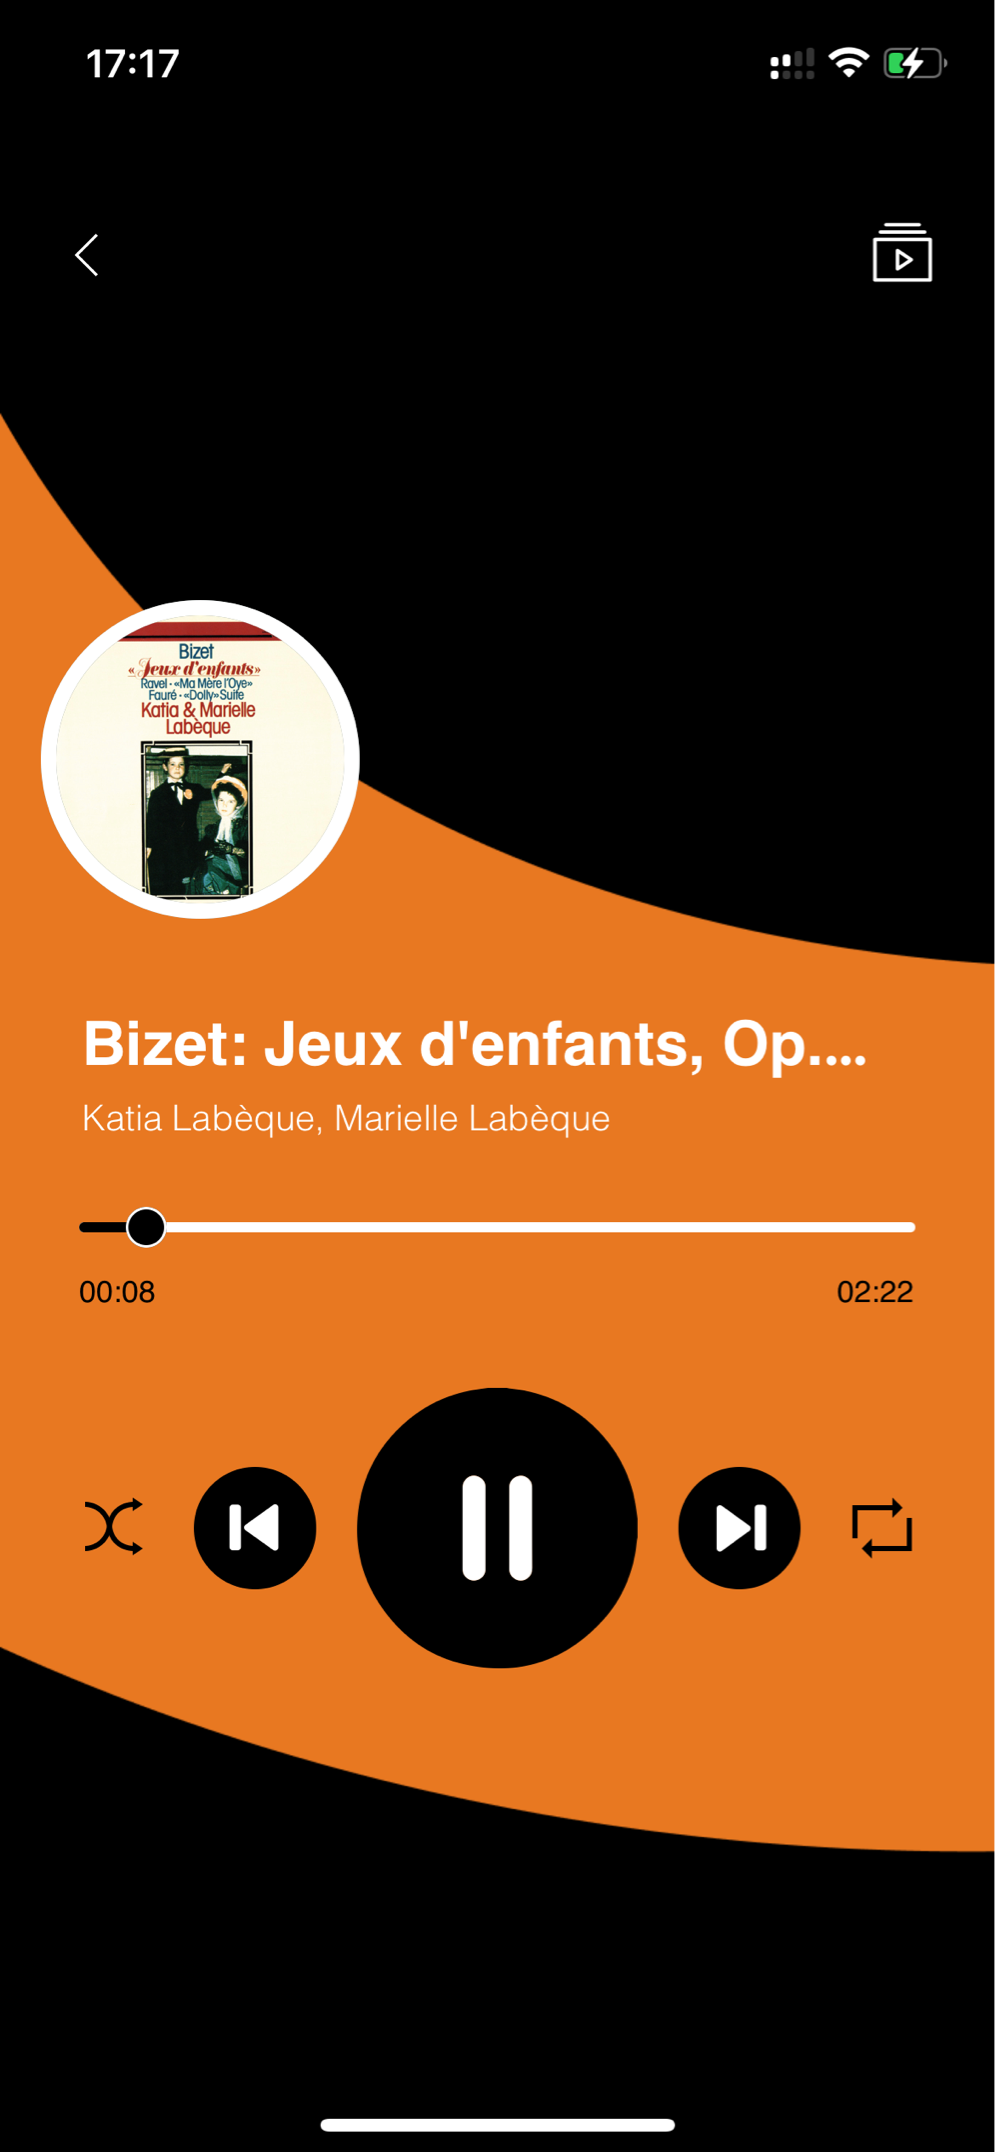 17:17
Bizet
« Jeux d'enfants»
Ravel · «Ma Mère l'Oye»
Fauré · «Dolly» Suite
Katia & Marielle
Labèque
Bizet: Jeux d'enfants, Op....
Katia Labèque, Marielle Labèque
00:08
02:22